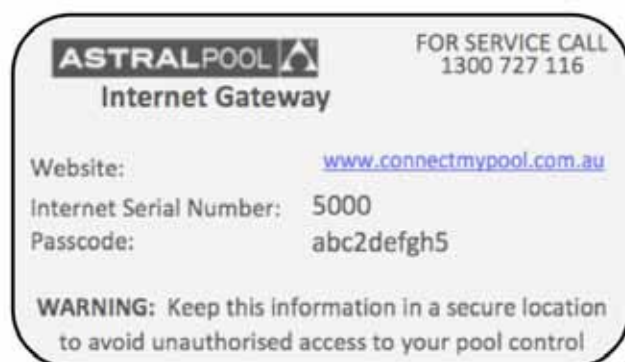 ASTRALPOOL
Internet Gateway
FOR SERVICE CALL
1300 727 116
Website: www.connectmypool.com.au
Internet Serial Number: 5000
Passcode: abc2defgh5
WARNING: Keep this information in a secure location
to avoid unauthorised access to your pool control